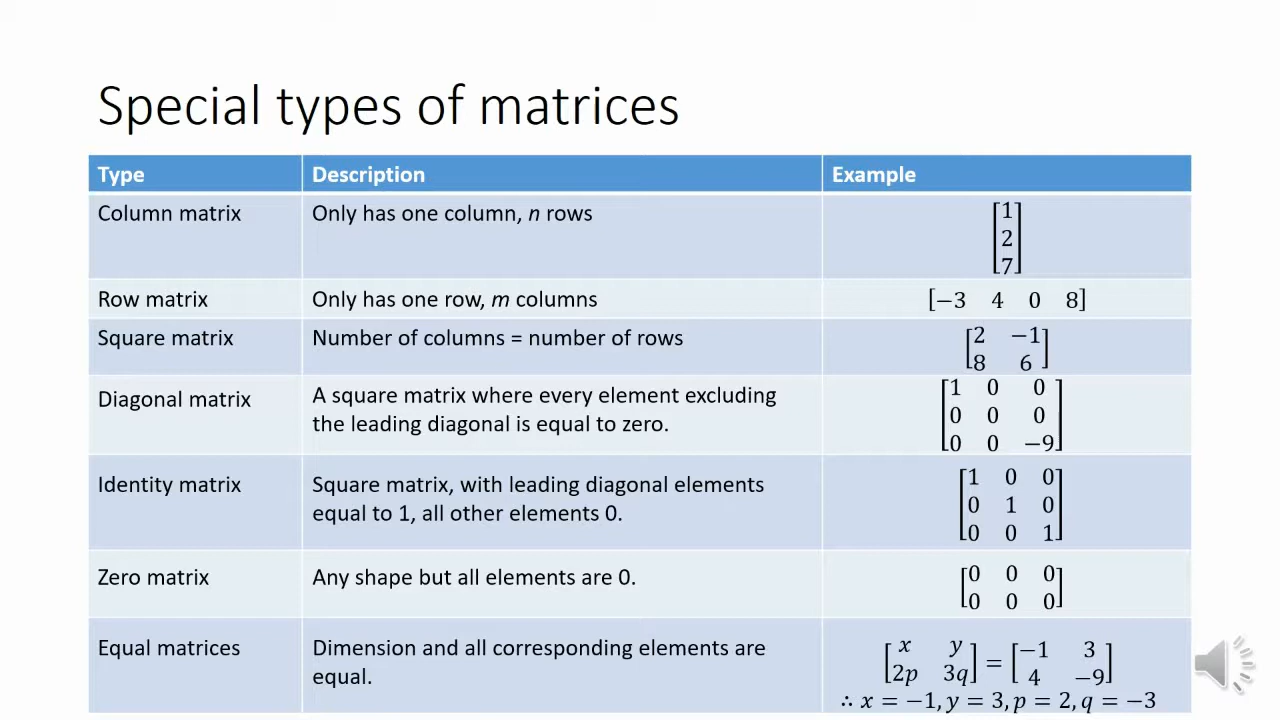 Special types of matrices
Type Description Example
Column matrix Only has one column, n rows [1
2
7]
Row matrix Only has one row, m columns [−3 4 0 8]
Square matrix Number of columns = number of rows [2 −1
8 6]
Diagonal matrix A square matrix where every element excluding
the leading diagonal is equal to zero.
[1 0 0
0 0 0
0 0 −9]
Identity matrix Square matrix, with leading diagonal elements
equal to 1, all other elements 0.
[1 0 0
0 1 0
0 0 1]
Zero matrix Any shape but all elements are 0. [0 0 0
0 0 0]
Equal matrices Dimension and all corresponding elements are
equal.
[x y
2p 3q] = [−1 3
4 −9]
∴ x = −1, y = 3, p = 2, q = −3